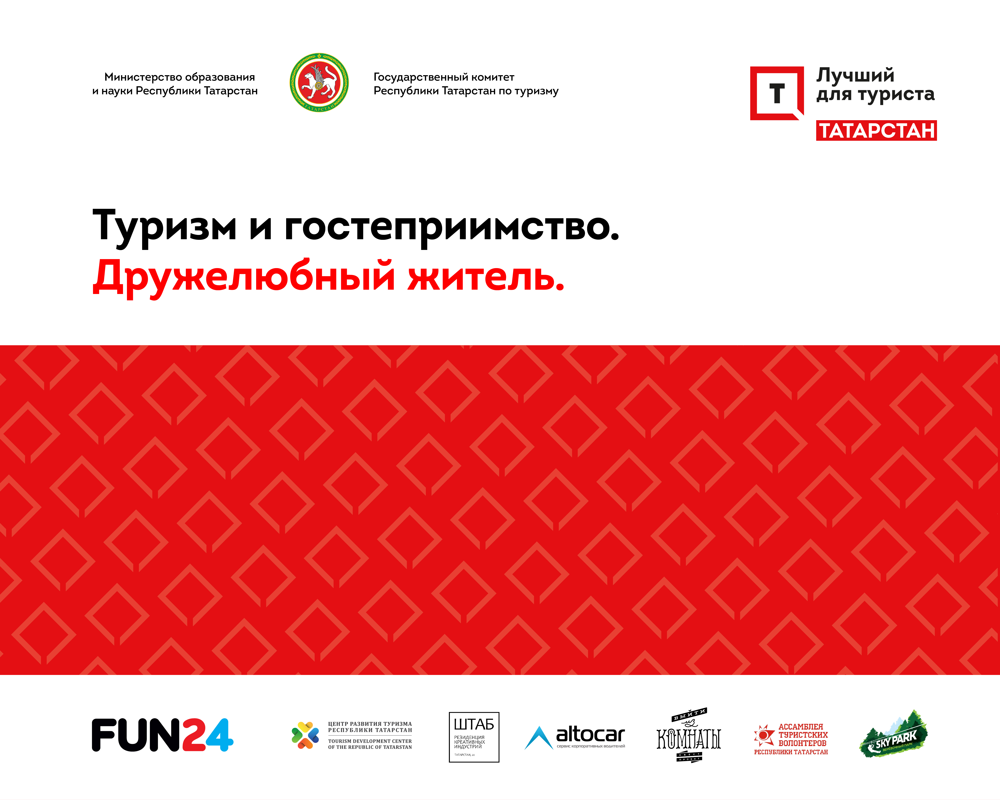 Министерство образования
и науки Республики Татарстан
ТАТАРСТАН
Государственный комитет
Республики Татарстан по туризму
Т
Лучший
для туриста
ТАТАРСТАН
Туризм и гостеприимство.
Дружелюбный житель.
FUN24
ЦЕНТР РАЗВИТИЯ ТУРИЗМА
РЕСПУБЛИКИ ТАТАРСТАН
TOURISM DEVELOPMENT CENTER
OF THE REPUBLIC OF TATARSTAN
ШТАБ
РЕЗИДЕНЦИЯ
КРЕАТИВНЫХ
ИНДУСТРИЙ
ТАТАРСТАН, 20
altocar
сервис корпоративных водителей
ВЫЙТИ
из
КОМНАТЫ
КВЕСТ
ПРОЕКТ
АССАМБЛЕЯ
ТУРИСТСКИХ
ВОЛОНТЕРОВ
РЕСПУБЛИКИ ТАТАРСТАН
SKY PARK
ВЕРЁВОЧНЫЙ ПАРК